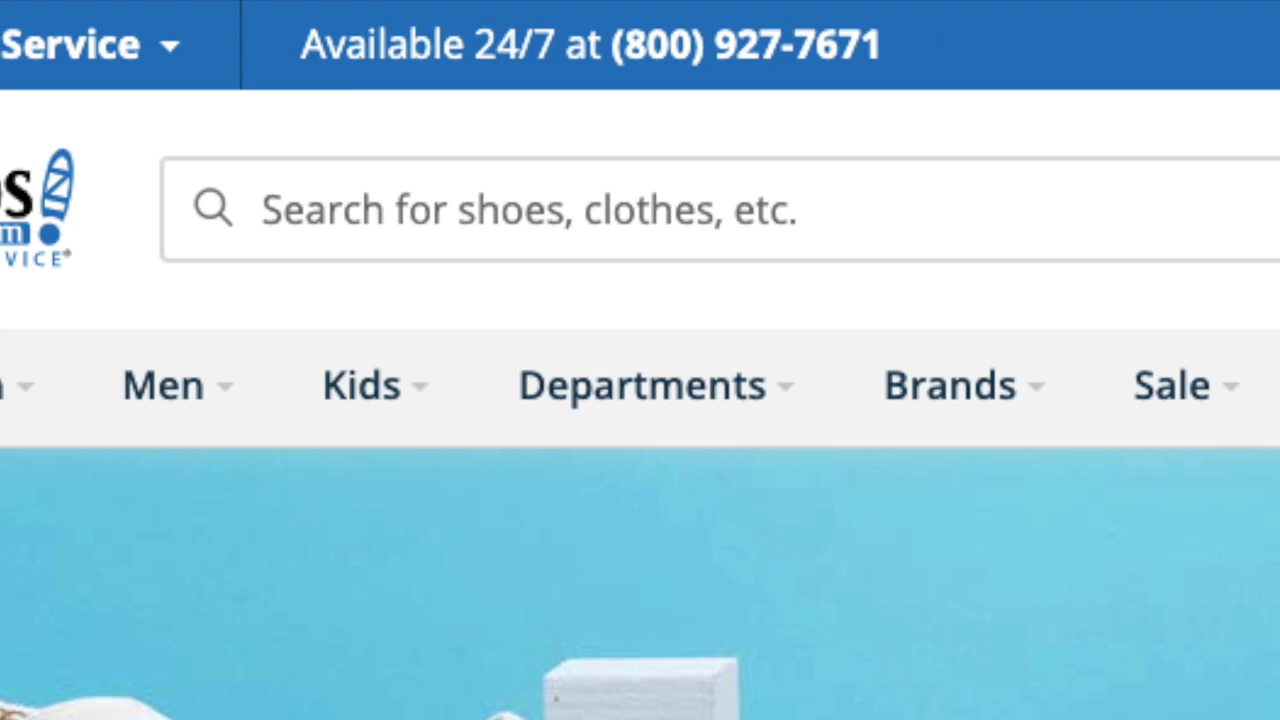 Service Available 24/7 at (800) 927-7671
Search for shoes, clothes, etc.
Men Kids Departments Brands Sale